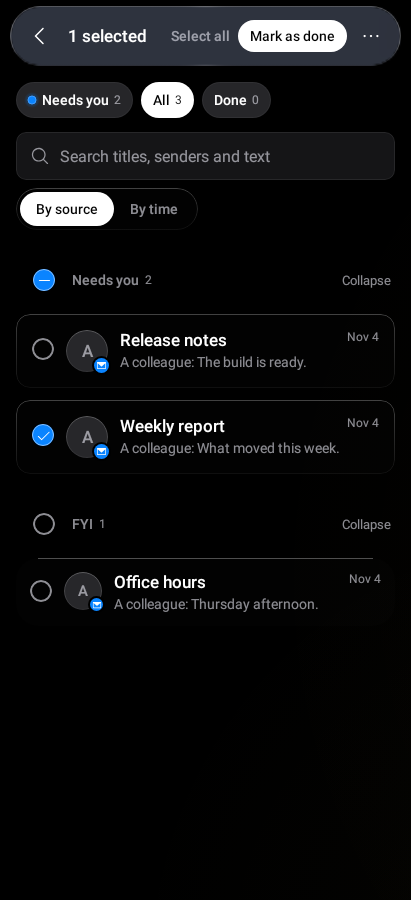 1 selected Select all Mark as done
Needs you 2 All 3 Done 0
Search titles, senders and text
By source By time
Needs you 2 Collapse
A Release notes Nov 4
A colleague: The build is ready.
A Weekly report Nov 4
A colleague: What moved this week.
FYI 1 Collapse
A Office hours Nov 4
A colleague: Thursday afternoon.